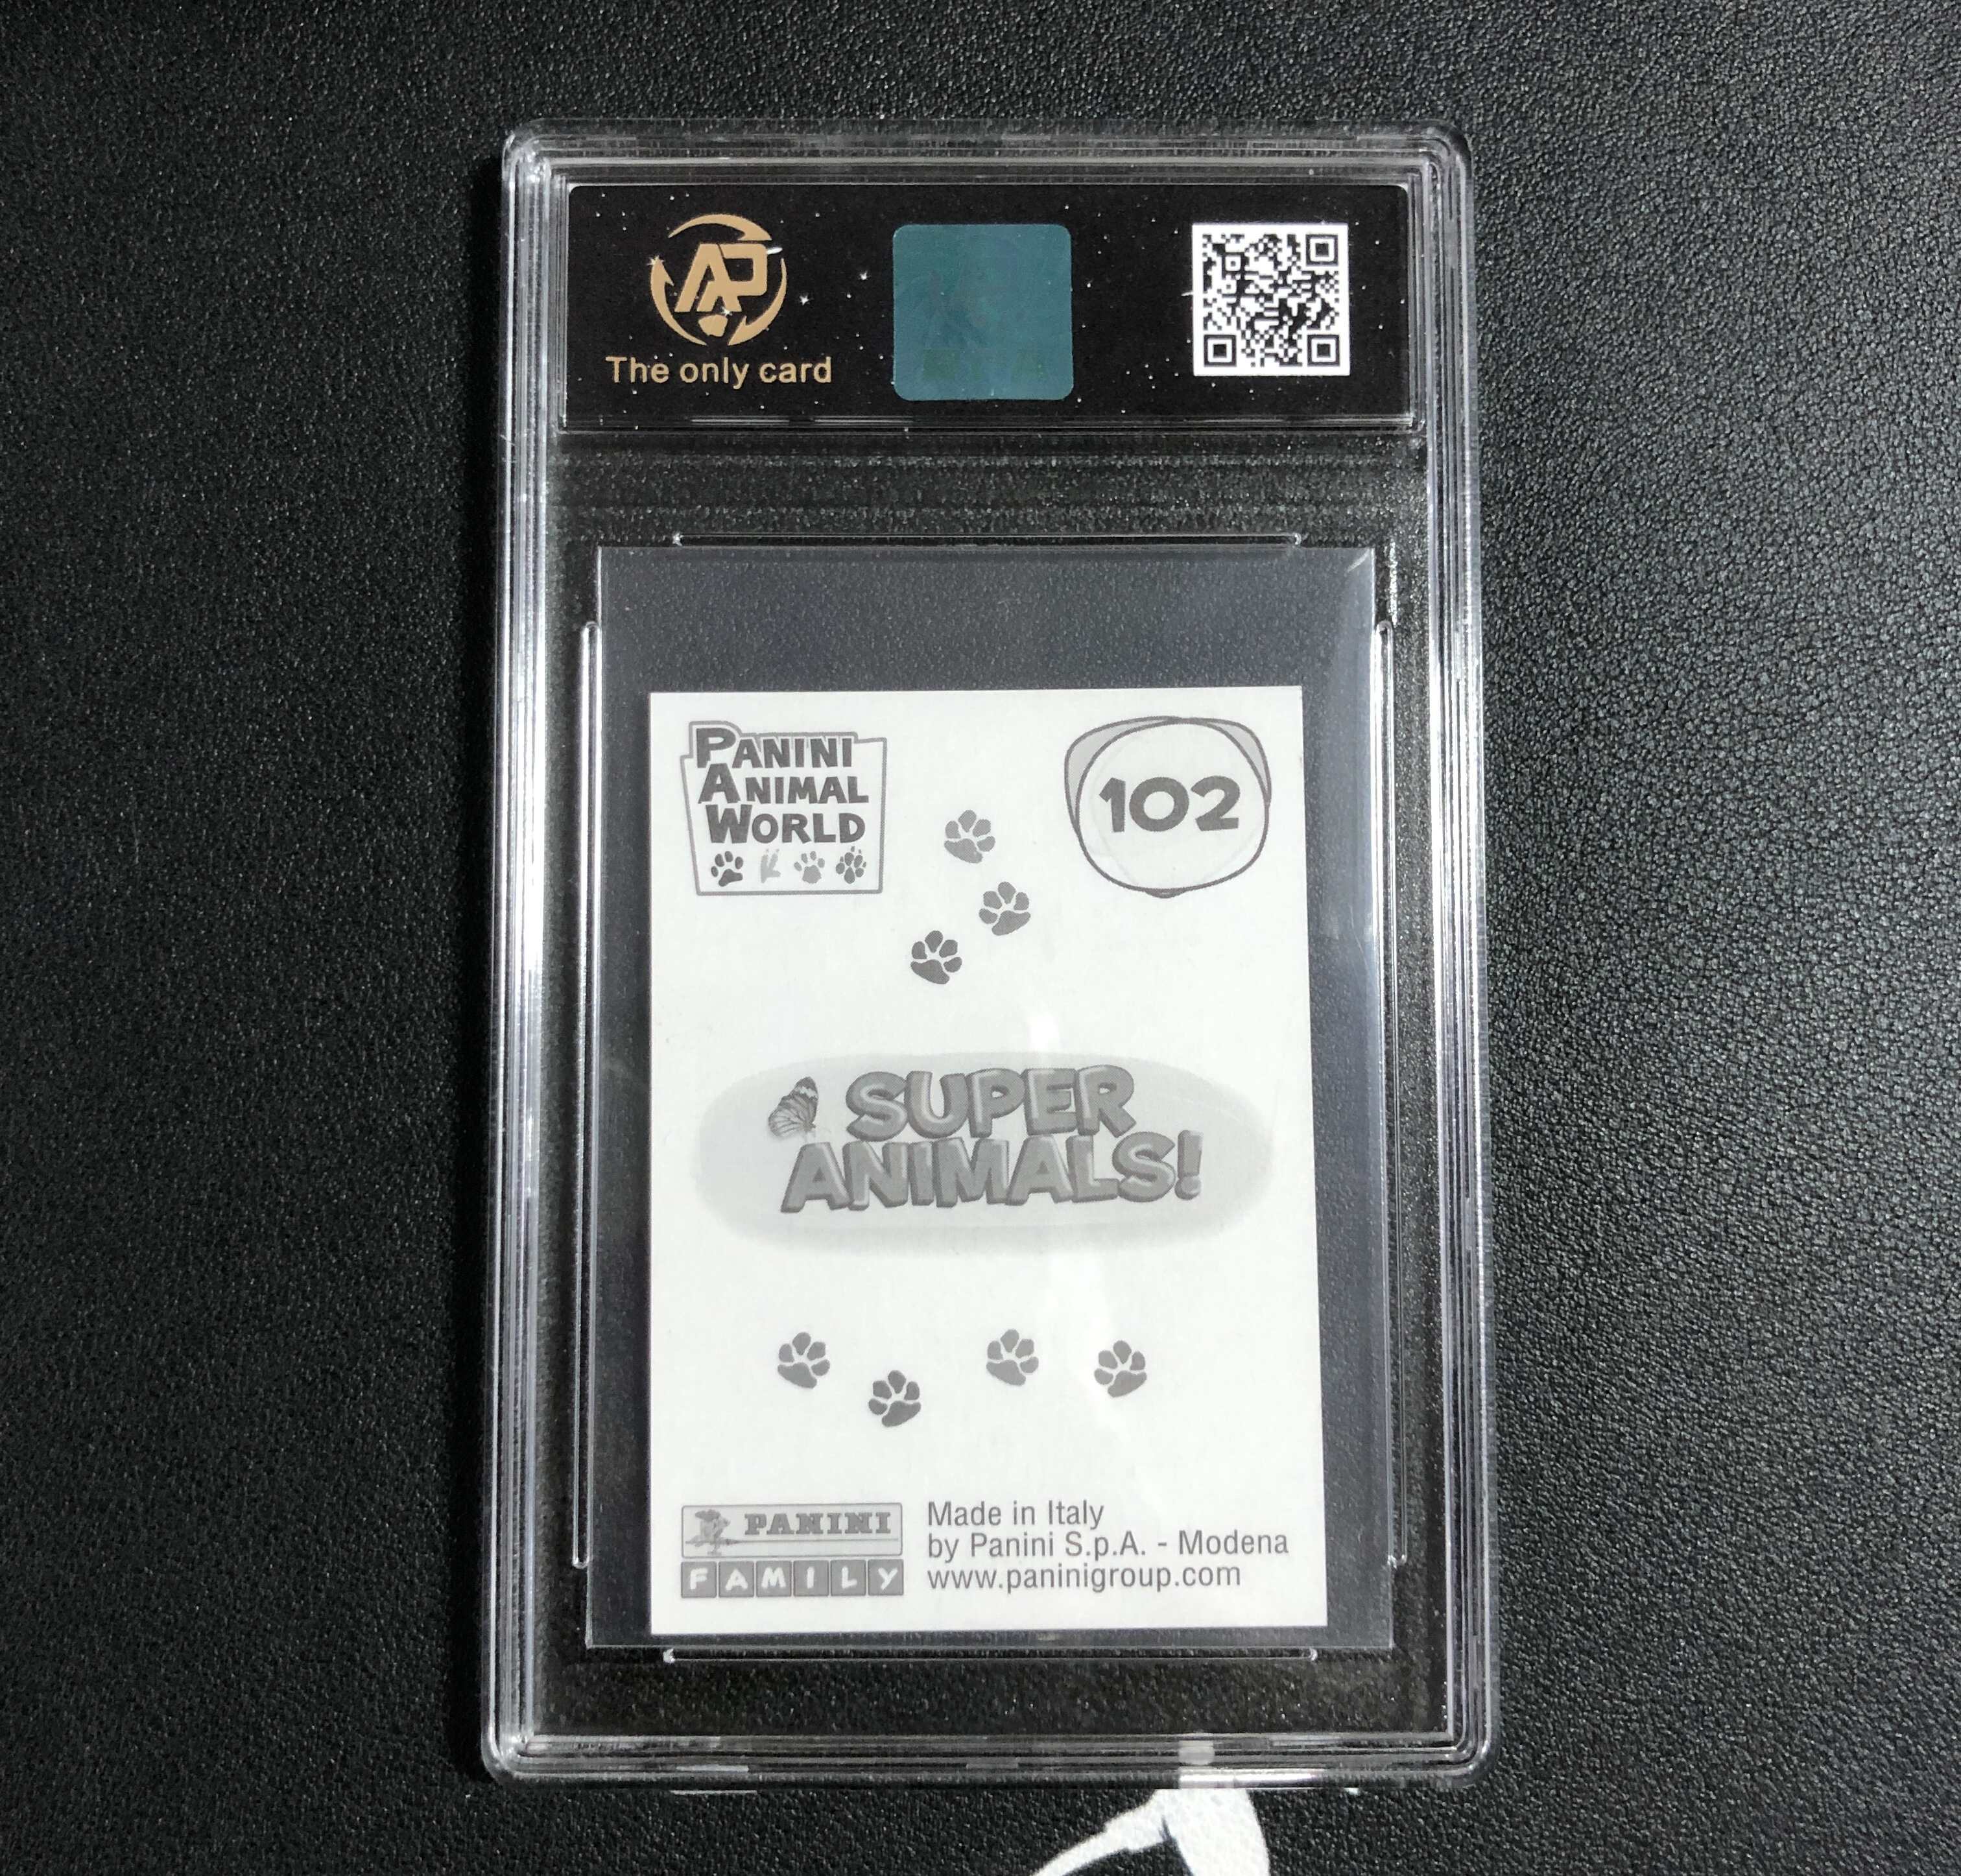 AP
The only card
PANINI
ANIMAL
WORLD
102
SUPER
ANIMALS!
PANINI
FAMILY
Made in Italy
by Panini S.p.A. - Modena
www.paninigroup.com